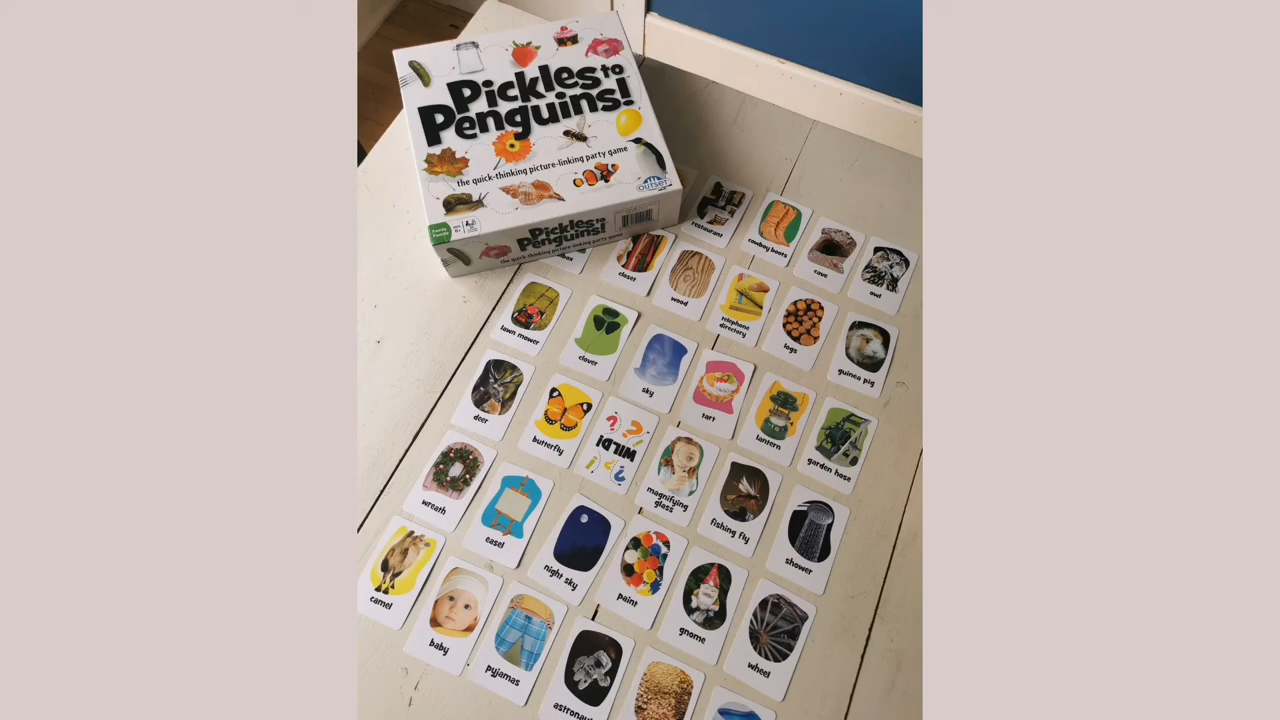 Pickles to
Penguins!
the quick-thinking picture-linking party game
OUTSET
Family
Pickles to
Penguins!
the quick-thinking picture-linking party game
restaurant
cowboy boots
cave
owl
closet
wood
telephone
directory
logs
guinea pig
lawn mower
clover
sky
tart
lantern
garden hose
deer
butterfly
WILD!
magnifying
glass
fishing fly
shower
wreath
easel
night sky
paint
gnome
wheel
camel
baby
pyjamas